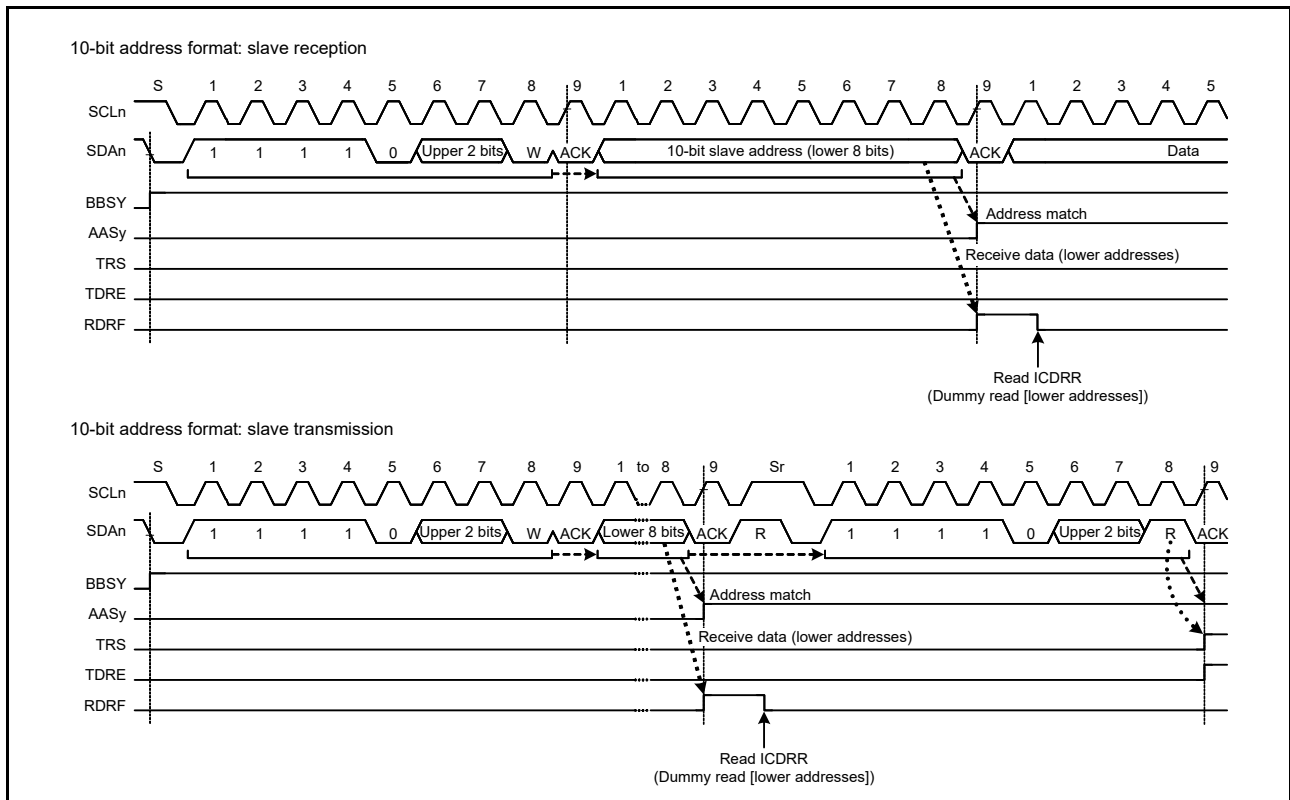 10-bit address format: slave reception
S 1 2 3 4 5 6 7 8 9 1 2 3 4 5 6 7 8 9 1 2 3 4 5
SCLn
SDAn 1 1 1 1 0 Upper 2 bits W ACK 10-bit slave address (lower 8 bits) ACK Data
BBSY
Address match
AASy
Receive data (lower addresses)
TRS
TDRE
RDRF
Read ICDRR
(Dummy read [lower addresses])
10-bit address format: slave transmission
S 1 2 3 4 5 6 7 8 9 1 to 8 9 Sr 1 2 3 4 5 6 7 8 9
SCLn
SDAn 1 1 1 1 0 Upper 2 bits W ACK Lower 8 bits ACK R 1 1 1 1 0 Upper 2 bits R ACK
BBSY
Address match
AASy
Receive data (lower addresses)
TRS
TDRE
RDRF
Read ICDRR
(Dummy read [lower addresses])